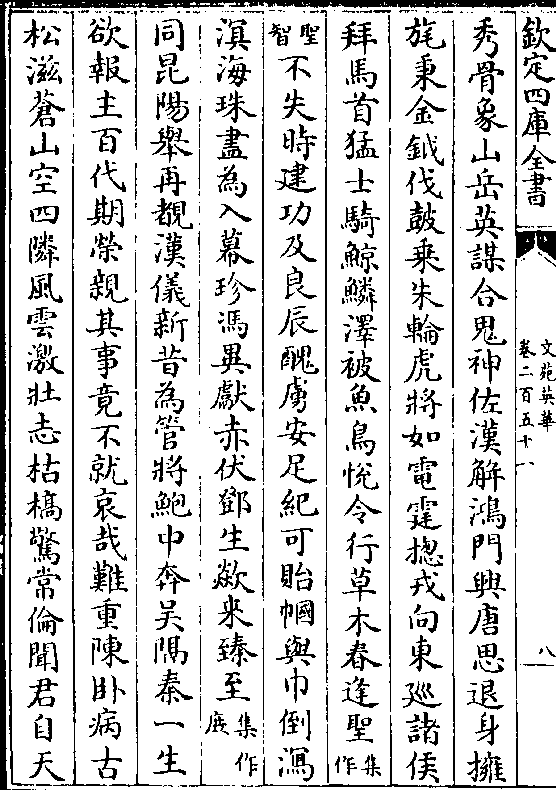 欽定四庫全書
文苑英華
卷二百五十一
八
秀骨象山岳英謀合鬼神佐漢解鴻門興唐思退身擁
旄秉金鉞伐鼓乗朱輪虎將如電霆摠戎向東廵諸侯
拜馬首猛士騎鯨鱗澤被魚鳥悅令行草木春逢聖集作
聖智不失時建功及良辰醜虜安足紀可貽幗與巾倒瀉
溟海珠盡為入幕珍馮異獻赤伏鄧生歘来臻至集作庻
同昆陽舉再覩漢儀新昔為管將鮑中奔吳隅秦一生
欲報主百代期榮親其事竟不就哀哉難重陳卧病古
松滋蒼山空四隣風雲激壯志枯槁驚常倫聞君自天